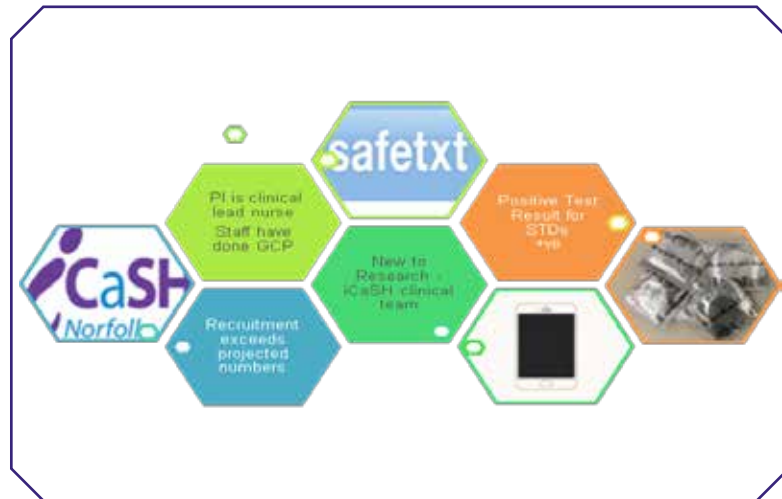 safetxt
PI is clinical
lead nurse
Staff have
done GCP
Positive Test
Result for
STDs
+ve
iCaSH
Norfolk
New to
Research -
iCaSH clinical
team
Recruitment
exceeds
projected
numbers